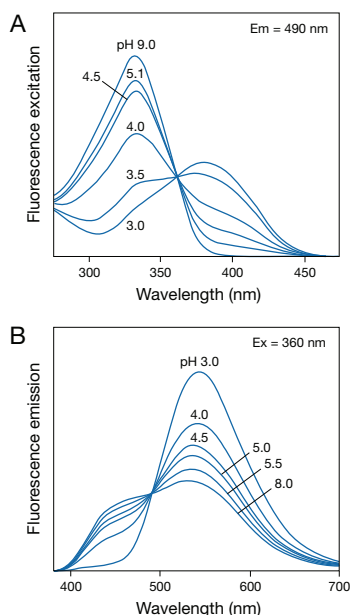 A
Em = 490 nm
pH 9.0
4.5
5.1
4.0
3.5
3.0
Fluorescence excitation
300
350
400
450
Wavelength (nm)
B
Ex = 360 nm
pH 3.0
4.0
4.5
5.0
5.5
8.0
Fluorescence emission
400
500
600
700
Wavelength (nm)